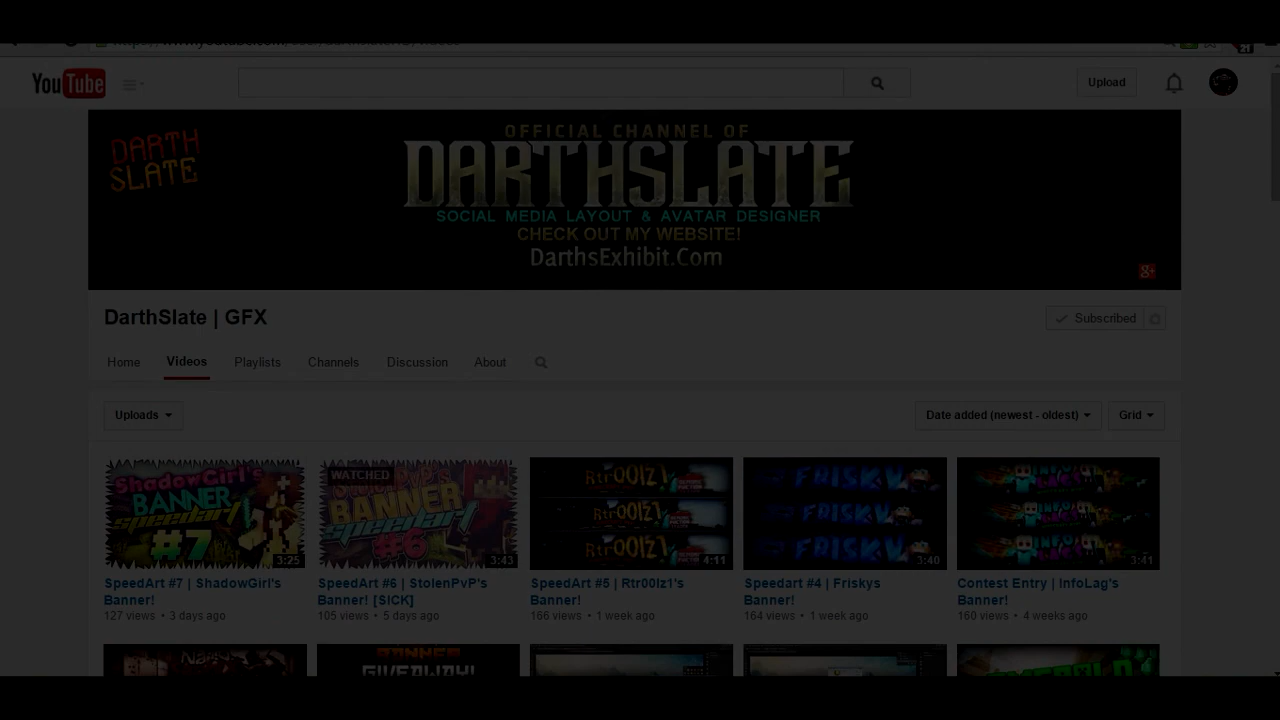 21
YouTube
Upload
DARTH
SLATE
OFFICIAL CHANNEL OF
DARTHSLATE
SOCIAL MEDIA LAYOUT & AVATAR DESIGNER
CHECK OUT MY WEBSITE!
DarthsExhibit.Com
g+
DarthSlate | GFX
Subscribed
Home Videos Playlists Channels Discussion About
Uploads
Date added (newest - oldest) Grid
ShadowGirl's
BANNER
speedart
#7
3:25
WATCHED
BANNER
speedart
#6
3:43
4:11
FRISKY
FRISKY
FRISKY
3:40
3:41
SpeedArt #7 | ShadowGirl's
Banner!
127 views • 3 days ago
SpeedArt #6 | StolenPvP's
Banner! [SICK]
105 views • 5 days ago
SpeedArt #5 | Rtr00lz1's
Banner!
166 views • 1 week ago
Speedart #4 | Friskys
Banner!
164 views • 1 week ago
Contest Entry | InfoLag's
Banner!
160 views • 4 weeks ago
GIVEAWAY!